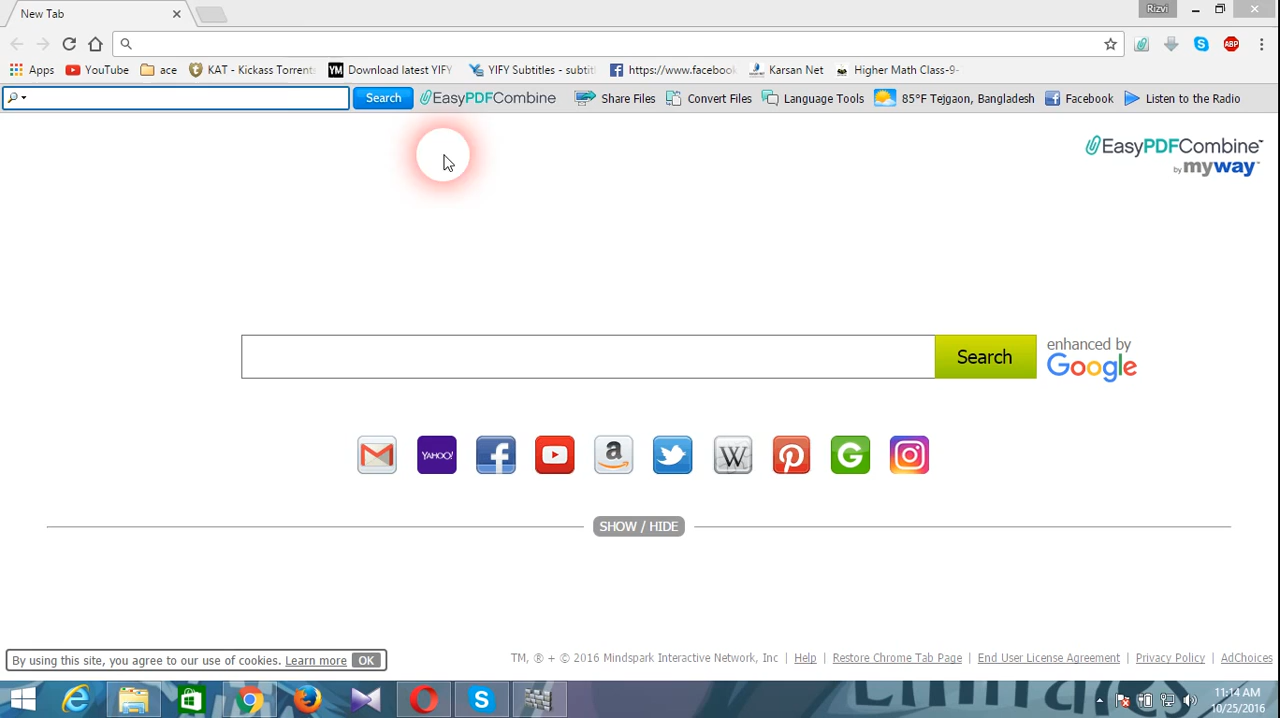 New Tab
Rizvi
Apps YouTube ace KAT - Kickass Torrents Download latest YIFY YIFY Subtitles - subtit https://www.facebook Karsan Net Higher Math Class-9-
Search EasyPDFCombine Share Files Convert Files Language Tools 85°F Tejgaon, Bangladesh Facebook Listen to the Radio
EasyPDFCombine™
by myway™
Search
enhanced by
Google
YAHOO!
SHOW / HIDE
By using this site, you agree to our use of cookies. Learn more OK
TM, ® + © 2016 Mindspark Interactive Network, Inc | Help | Restore Chrome Tab Page | End User License Agreement | Privacy Policy | AdChoices
11:14 AM
10/25/2016